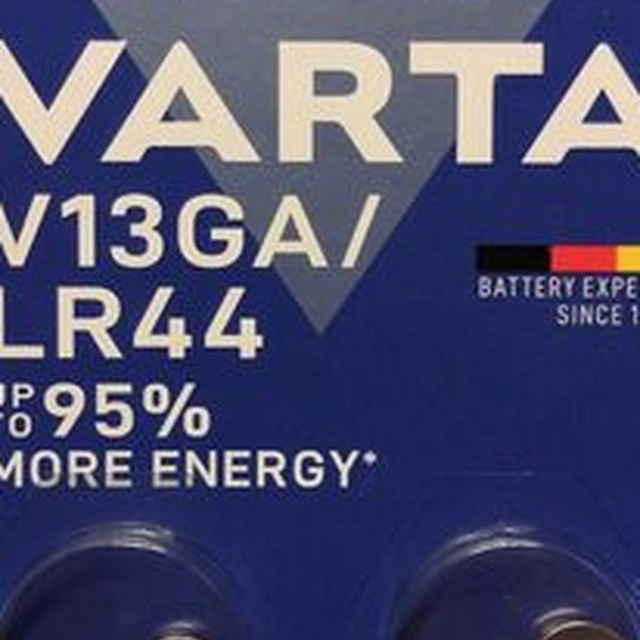 VARTA
V13GA/
LR44
UP TO 95%
MORE ENERGY*
BATTERY EXPE
SINCE 1